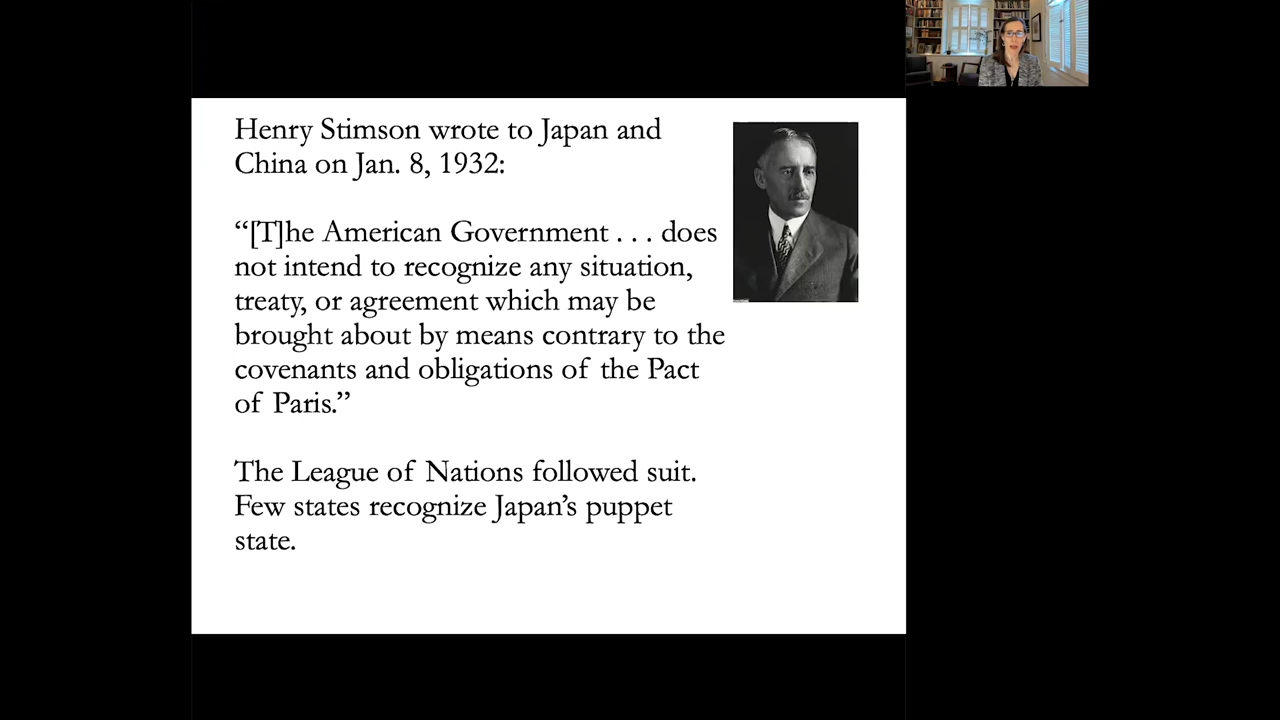 Henry Stimson wrote to Japan and
China on Jan. 8, 1932:
“[T]he American Government . . . does
not intend to recognize any situation,
treaty, or agreement which may be
brought about by means contrary to the
covenants and obligations of the Pact
of Paris.”
The League of Nations followed suit.
Few states recognize Japan’s puppet
state.